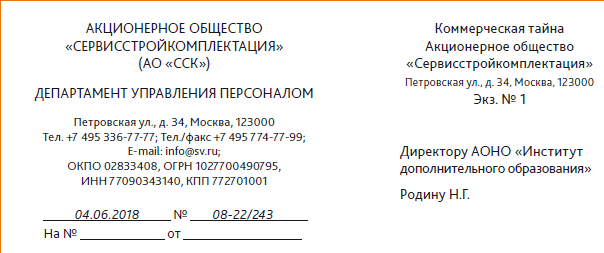 АКЦИОНЕРНОЕ ОБЩЕСТВО
«СЕРВИССТРОЙКОМПЛЕКТАЦИЯ»
(АО «ССК»)
ДЕПАРТАМЕНТ УПРАВЛЕНИЯ ПЕРСОНАЛОМ
Петровская ул., д. 34, Москва, 123000
Тел. +7 495 336-77-77; Тел./факс +7 495 774-77-99;
E-mail: info@sv.ru;
ОКПО 02833408, ОГРН 1027700490795,
ИНН 77090343140, КПП 772701001
04.06.2018 № 08-22/243
На № ____________ от ____________
Коммерческая тайна
Акционерное общество
«Сервисстройкомплектация»
Петровская ул., д. 34, Москва, 123000
Экз. № 1
Директору АОНО «Институт
дополнительного образования»
Родину Н.Г.